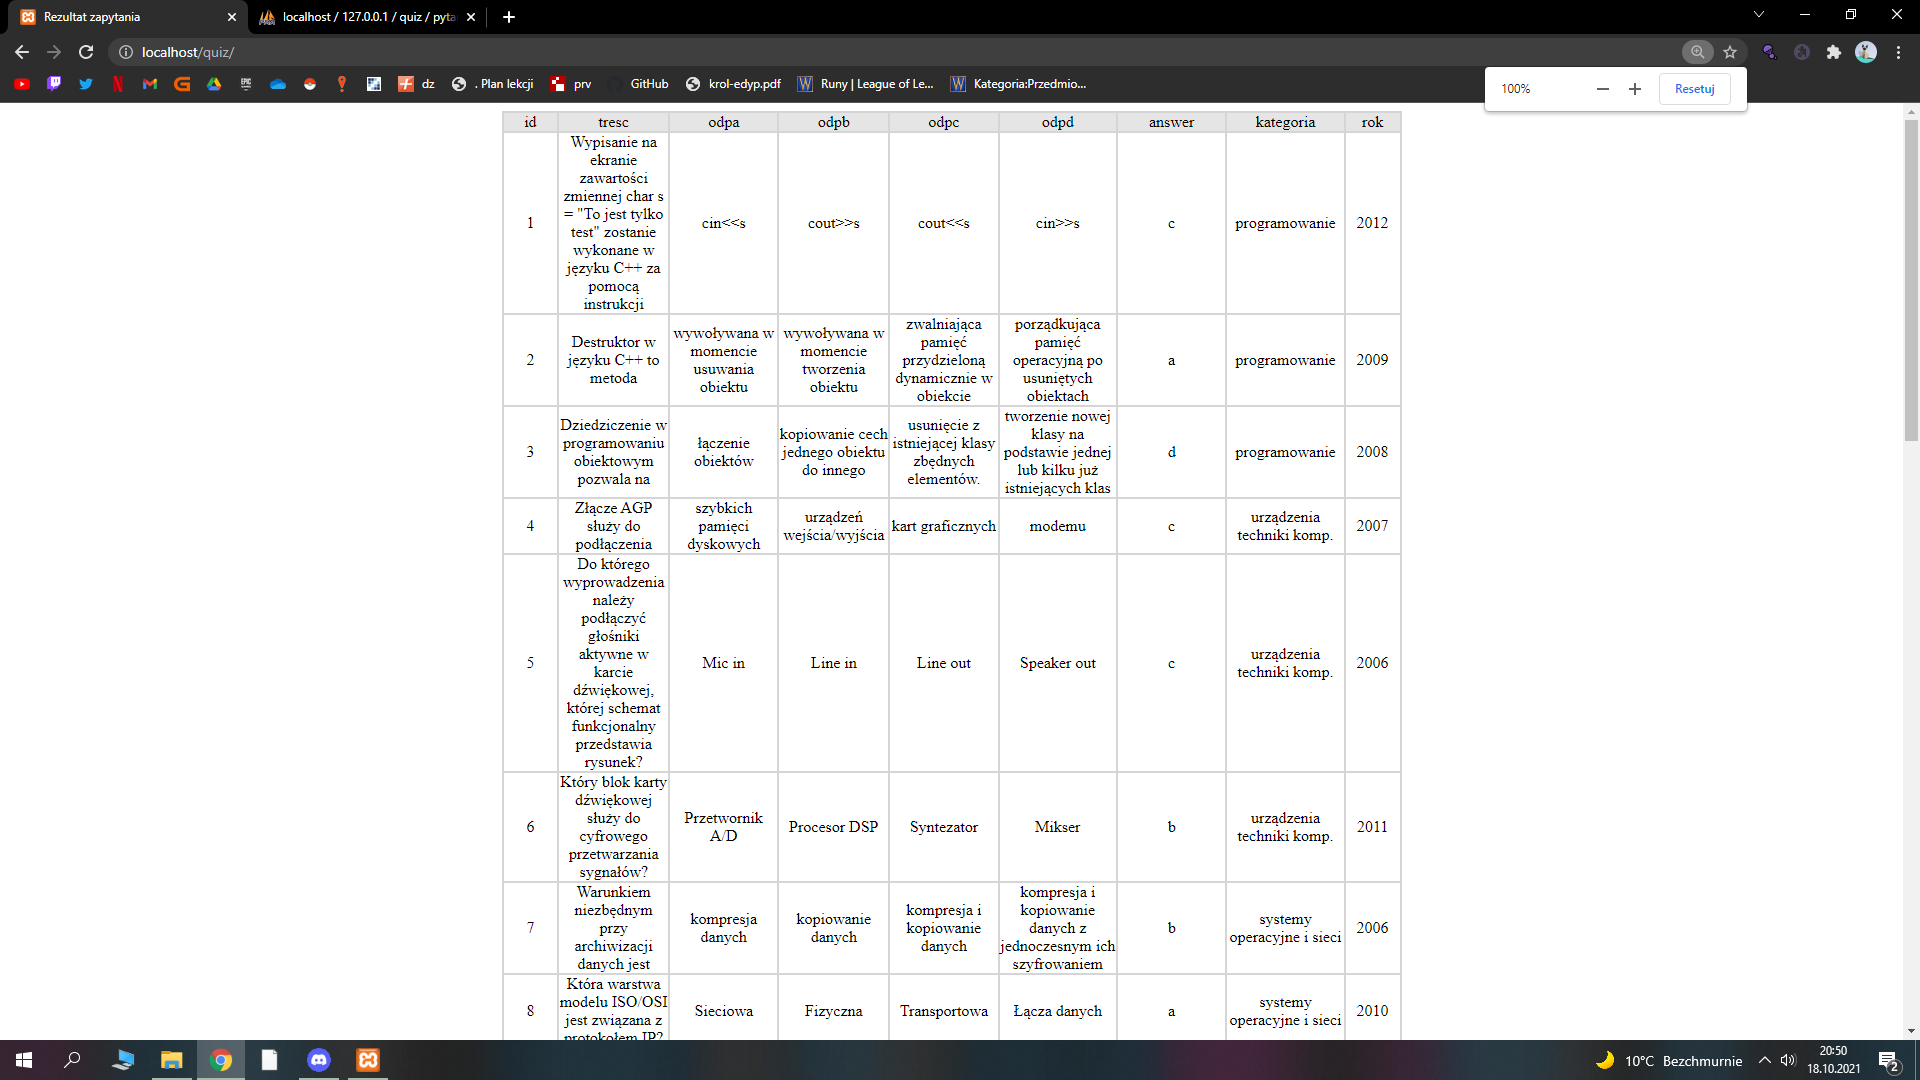 Rezultat zapytania
localhost / 127.0.0.1 / quiz / pyta
localhost/quiz/
dz
. Plan lekcji
prv
GitHub
krol-edyp.pdf
Runy | League of Le...
Kategoria:Przedmio...
100%
Resetuj
id tresc odpa odpb odpc odpd answer kategoria rok
1
Wypisanie na
ekranie
zawartości
zmiennej char s
= "To jest tylko
test" zostanie
wykonane w
języku C++ za
pomocą
instrukcji
cin<<s
cout>>s
cout<<s
cin>>s
c
programowanie
2012
2
Destruktor w
języku C++ to
metoda
wywoływana w
momencie
usuwania
obiektu
wywoływana w
momencie
tworzenia
obiektu
zwalniająca
pamięć
przydzieloną
dynamicznie w
obiekcie
porządkująca
pamięć
operacyjną po
usuniętych
obiektach
a
programowanie
2009
3
Dziedziczenie w
programowaniu
obiektowym
pozwala na
łączenie
obiektów
kopiowanie cech
jednego obiektu
do innego
usunięcie z
istniejącej klasy
zbędnych
elementów.
tworzenie nowej
klasy na
podstawie jednej
lub kilku już
istniejących klas
d
programowanie
2008
4
Złącze AGP
służy do
podłączenia
szybkich
pamięci
dyskowych
urządzeń
wejścia/wyjścia
kart graficznych
modemu
c
urządzenia
techniki komp.
2007
5
Do którego
wyprowadzenia
należy
podłączyć
głośniki
aktywne w
karcie
dźwiękowej,
której schemat
funkcjonalny
przedstawia
rysunek?
Mic in
Line in
Line out
Speaker out
c
urządzenia
techniki komp.
2006
6
Który blok karty
dźwiękowej
służy do
cyfrowego
przetwarzania
sygnałów?
Przetwornik
A/D
Procesor DSP
Syntezator
Mikser
b
urządzenia
techniki komp.
2011
7
Warunkiem
niezbędnym
przy
archiwizacji
danych jest
kompresja
danych
kopiowanie
danych
kompresja i
kopiowanie
danych
kompresja i
kopiowanie
danych z
jednoczesnym ich
szyfrowaniem
b
systemy
operacyjne i sieci
2006
8
Która warstwa
modelu ISO/OSI
jest związana z
protokołem IP?
Sieciowa
Fizyczna
Transportowa
Łącza danych
a
systemy
operacyjne i sieci
2010
10°C Bezchmurnie
20:50
18.10.2021
2